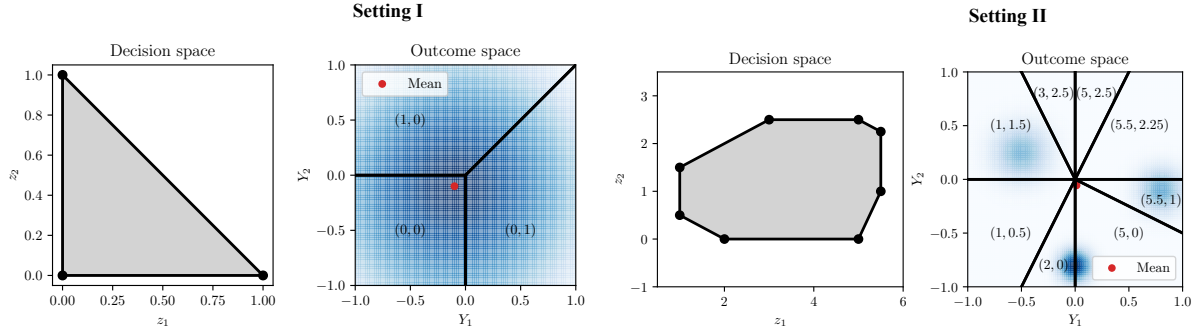 Setting I
Decision space
1.0
0.8
0.6
0.4
0.2
0.0
z₂
0.00 0.25 0.50 0.75 1.00
z₁
Outcome space
Mean
(1, 0)
(0, 0)
(0, 1)
1.0
0.5
0.0
−0.5
−1.0
Y₂
−1.0 −0.5 0.0 0.5 1.0
Y₁
Setting II
Decision space
3
2
1
0
−1
z₂
2 4 6
z₁
Outcome space
(3, 2.5) (5, 2.5)
(1, 1.5) (5.5, 2.25)
(5.5, 1)
(1, 0.5) (5, 0)
(2, 0)
Mean
1.0
0.5
0.0
−0.5
−1.0
Y₂
−1.0 −0.5 0.0 0.5 1.0
Y₁